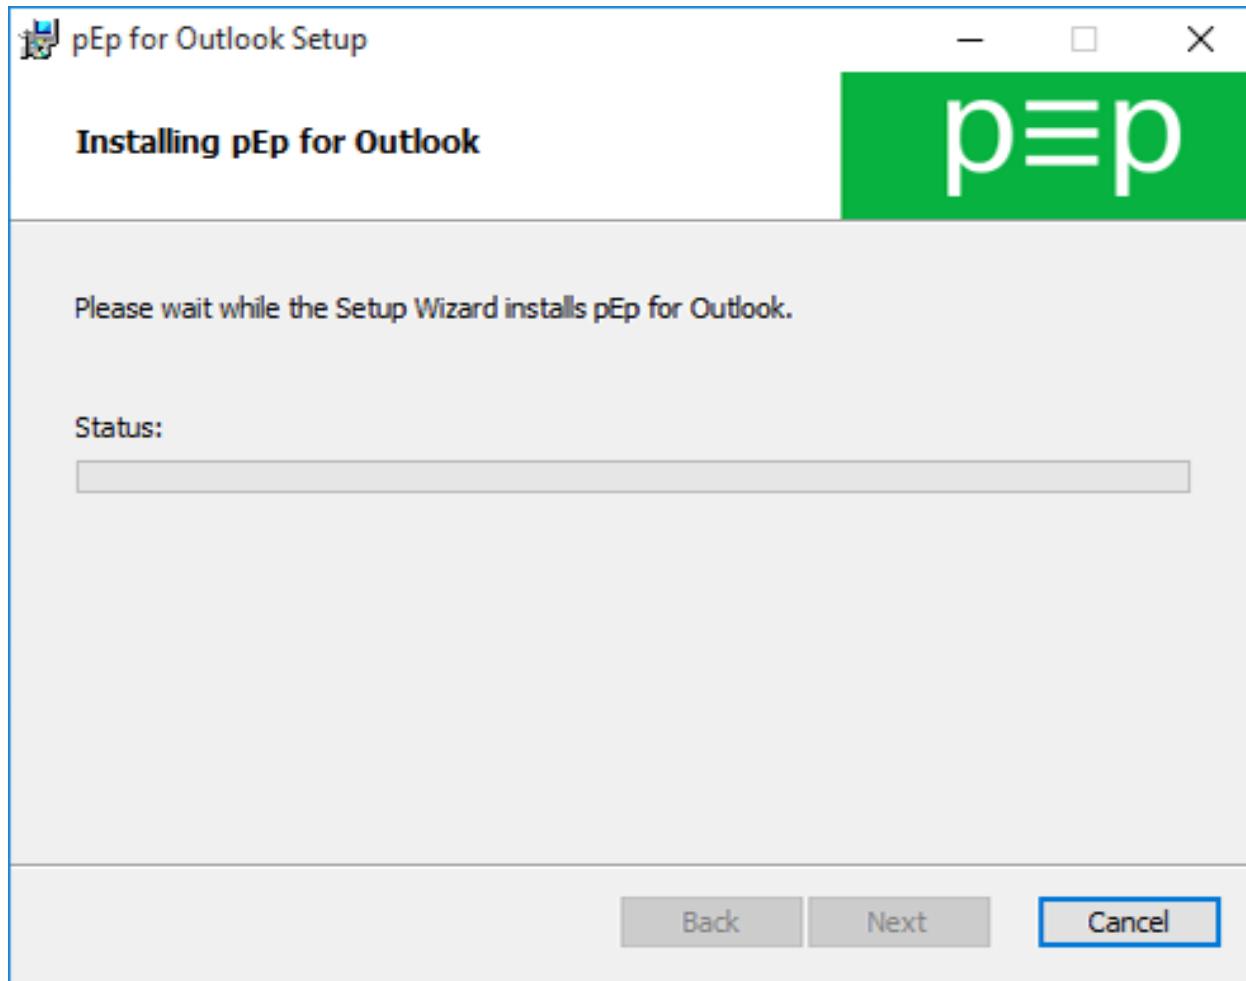 pEp for Outlook Setup
Installing pEp for Outlook
p≡p
Please wait while the Setup Wizard installs pEp for Outlook.
Status:
Back
Next
Cancel